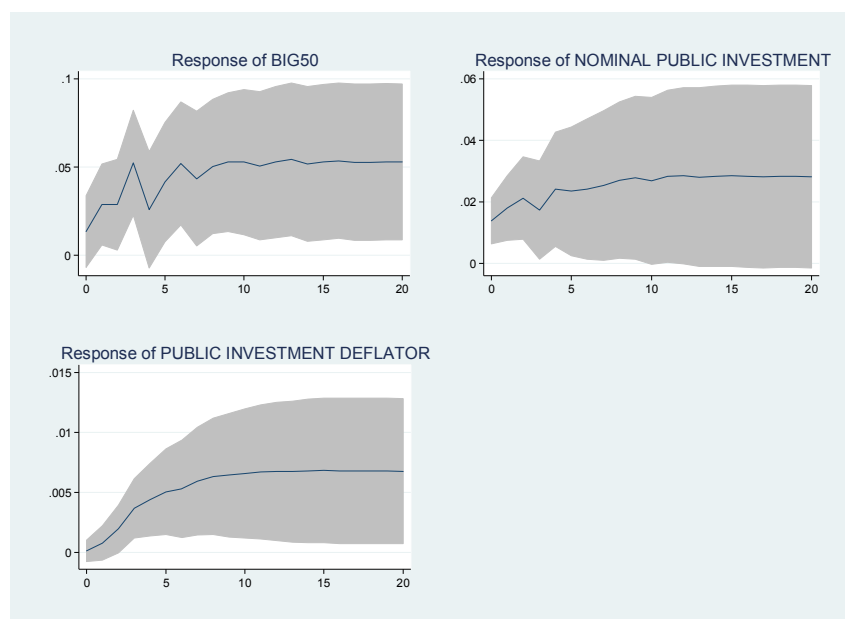 Response of BIG50
.1
.05
0
0 5 10 15 20
Response of NOMINAL PUBLIC INVESTMENT
.06
.04
.02
0
0 5 10 15 20
Response of PUBLIC INVESTMENT DEFLATOR
.015
.01
.005
0
0 5 10 15 20